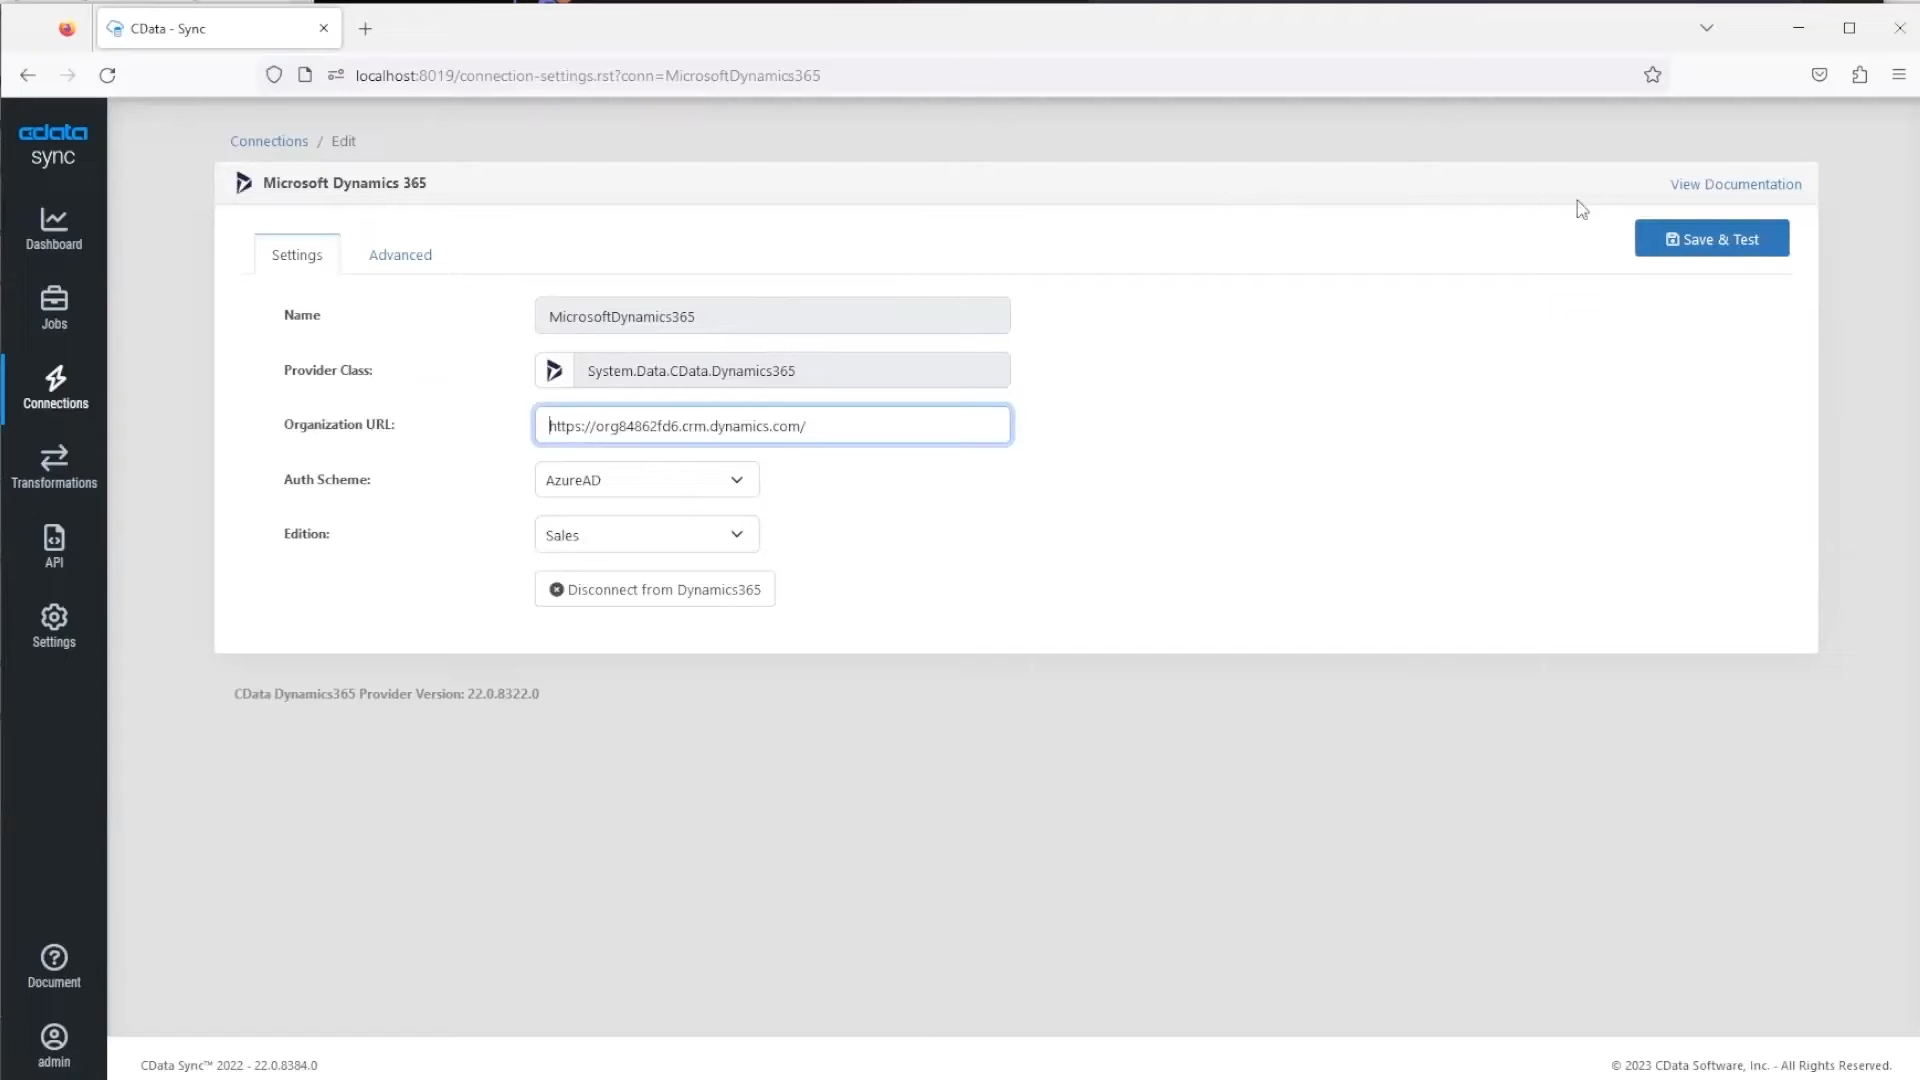 CData - Sync
localhost:8019/connection-settings.rst?conn=MicrosoftDynamics365
cdata
sync
Dashboard
Jobs
Connections
Transformations
API
Settings
Document
admin
Connections / Edit
Microsoft Dynamics 365
View Documentation
Settings
Advanced
Save & Test
Name
MicrosoftDynamics365
Provider Class:
System.Data.CData.Dynamics365
Organization URL:
https://org84862fd6.crm.dynamics.com/
Auth Scheme:
AzureAD
Edition:
Sales
Disconnect from Dynamics365
CData Dynamics365 Provider Version: 22.0.8322.0
CData Sync™ 2022 - 22.0.8384.0
© 2023 CData Software, Inc. - All Rights Reserved.